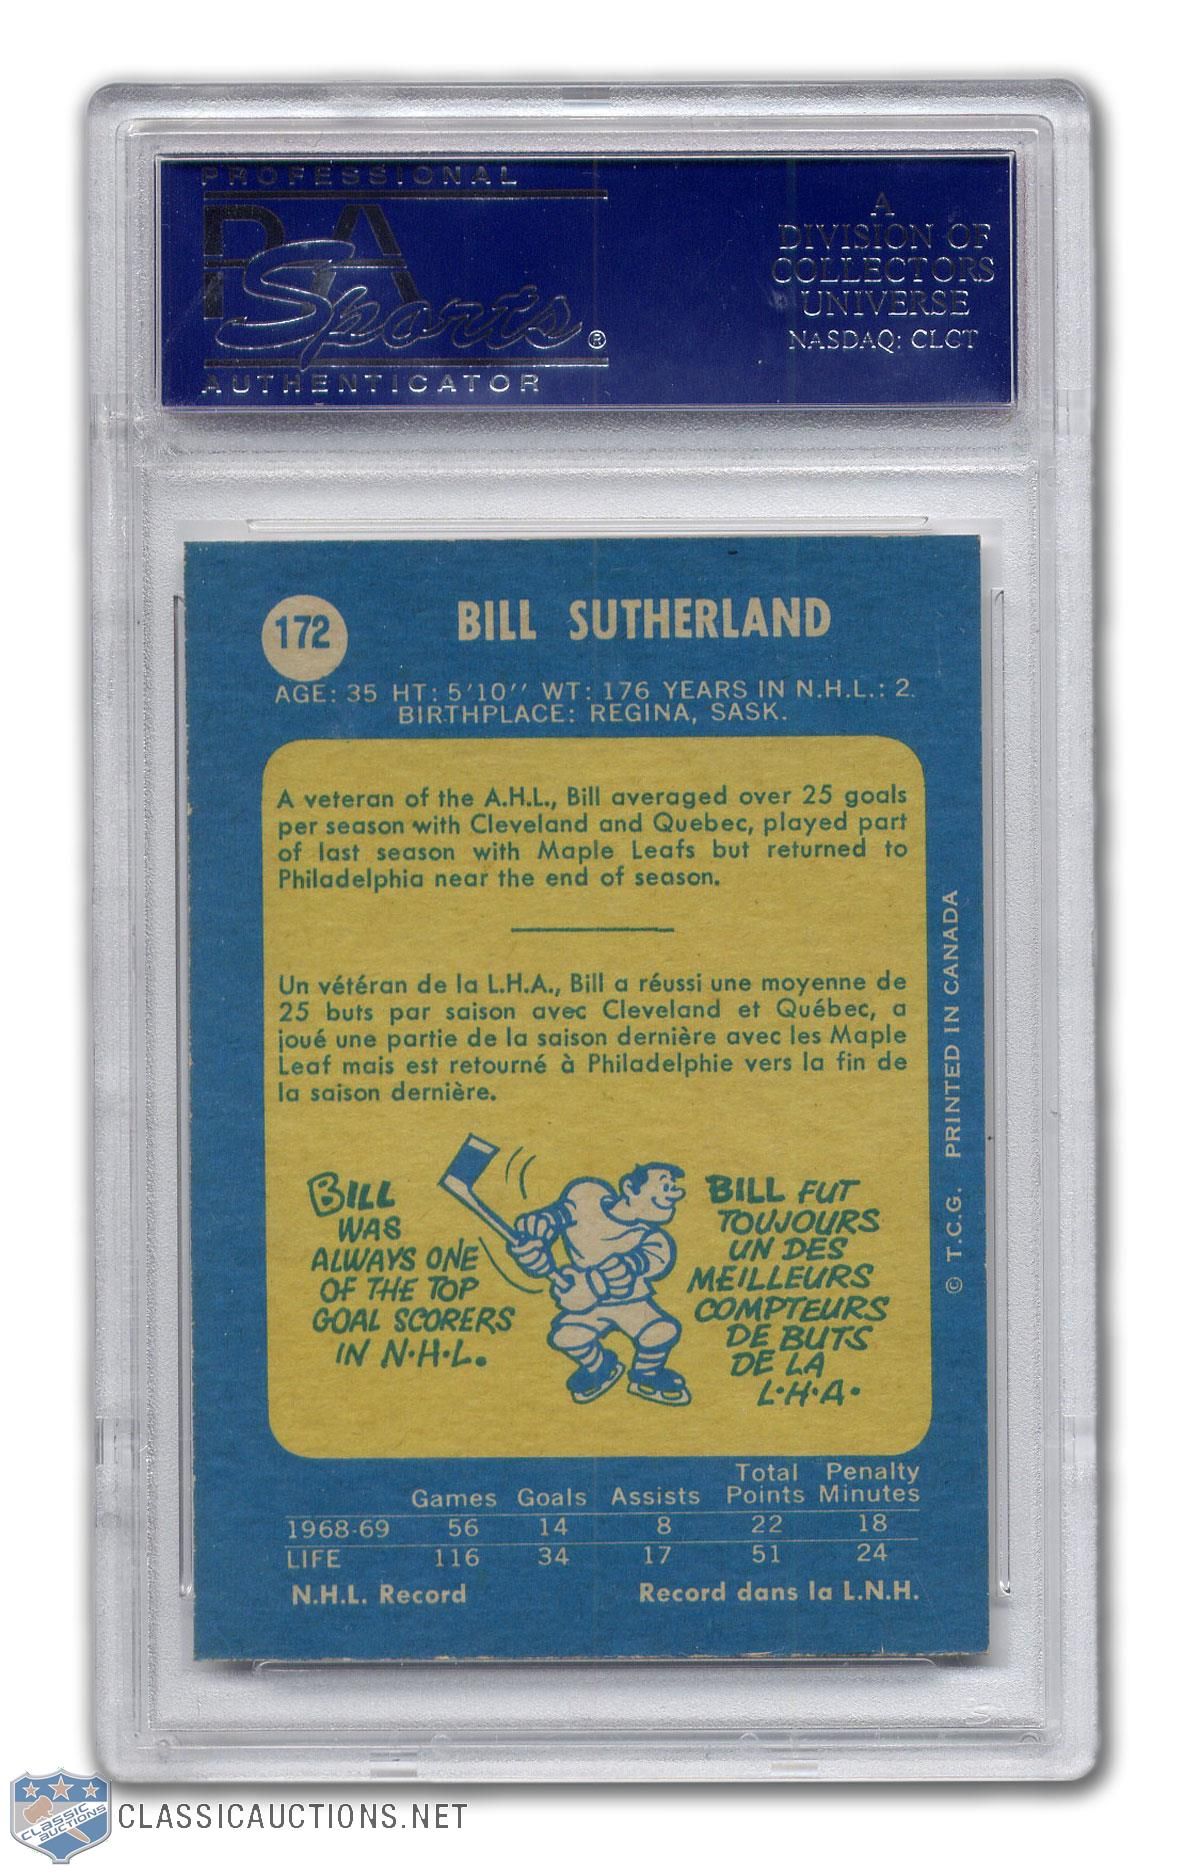 PROFESSIONAL
PSA
Sports®
AUTHENTICATOR
A
DIVISION OF
COLLECTORS
UNIVERSE
NASDAQ: CLCT
172
BILL SUTHERLAND
AGE: 35 HT: 5'10'' WT: 176 YEARS IN N.H.L.: 2.
BIRTHPLACE: REGINA, SASK.
A veteran of the A.H.L., Bill averaged over 25 goals
per season with Cleveland and Quebec, played part
of last season with Maple Leafs but returned to
Philadelphia near the end of season.
Un vétéran de la L.H.A., Bill a réussi une moyenne de
25 buts par saison avec Cleveland et Québec, a
joué une partie de la saison dernière avec les Maple
Leaf mais est retourné à Philadelphie vers la fin de
la saison dernière.
BILL
WAS
ALWAYS ONE
OF THE TOP
GOAL SCORERS
IN N.H.L.
BILL FUT
TOUJOURS
UN DES
MEILLEURS
COMPTEURS
DE BUTS
DE LA
L.H.A.
© T.C.G. PRINTED IN CANADA
Games Goals Assists Total Points Penalty Minutes
1968-69 56 14 8 22 18
LIFE 116 34 17 51 24
N.H.L. Record Record dans la L.N.H.
CLASSIC
AUCTIONS
CLASSICAUCTIONS.NET